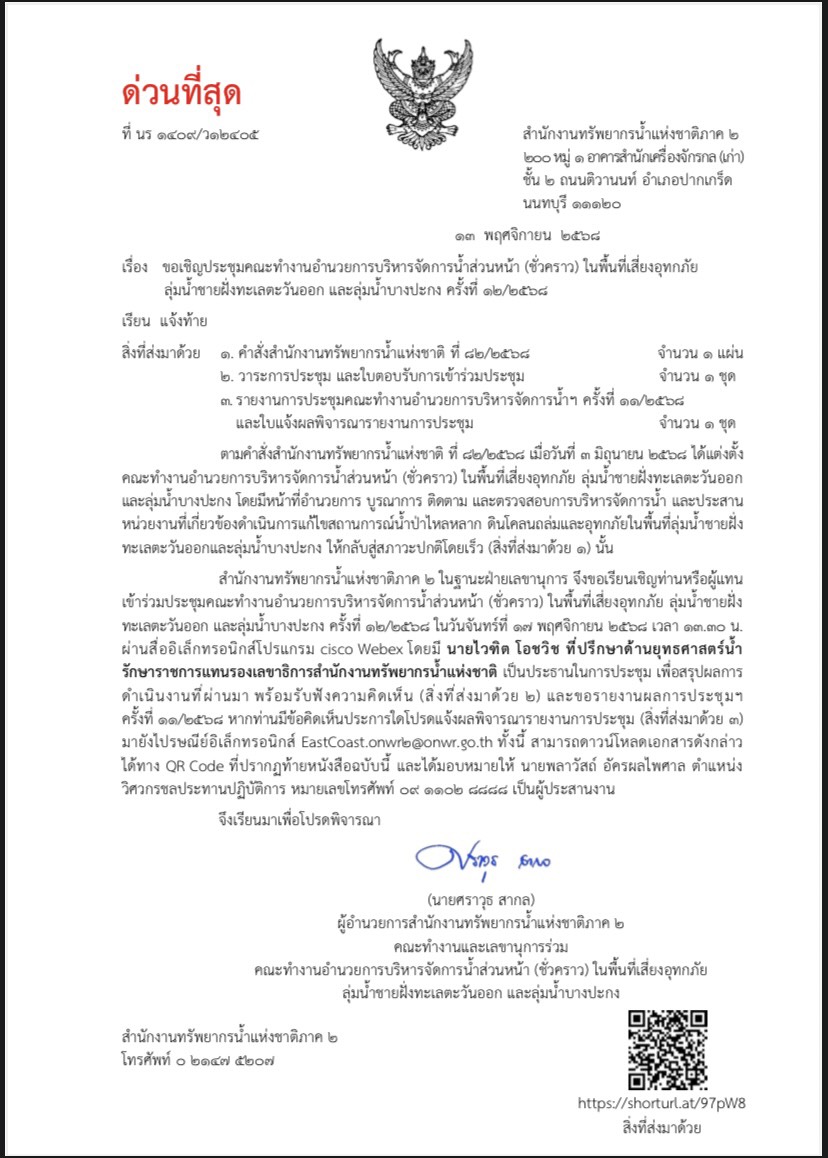 ด่วนที่สุด
ที่ นร ๑๔๐๙/ว๑๒๔๐๕
สำนักงานทรัพยากรน้ำแห่งชาติภาค ๒
๒๐๐ หมู่ ๑ อาคารสำนักเครื่องจักรกล (เก่า)
ชั้น ๒ ถนนติวานนท์ อำเภอปากเกร็ด
นนทบุรี ๑๑๑๒๐
๑๓ พฤศจิกายน ๒๕๖๘
เรื่อง ขอเชิญประชุมคณะทำงานอำนวยการบริหารจัดการน้ำส่วนหน้า (ชั่วคราว) ในพื้นที่เสี่ยงอุทกภัย
ลุ่มน้ำชายฝั่งทะเลตะวันออก และลุ่มน้ำบางปะกง ครั้งที่ ๑๒/๒๕๖๘
เรียน แจ้งท้าย
สิ่งที่ส่งมาด้วย ๑. คำสั่งสำนักงานทรัพยากรน้ำแห่งชาติ ที่ ๘๒/๒๕๖๘ จำนวน ๑ แผ่น
๒. วาระการประชุม และใบตอบรับการเข้าร่วมประชุม จำนวน ๑ ชุด
๓. รายงานการประชุมคณะทำงานอำนวยการบริหารจัดการน้ำฯ ครั้งที่ ๑๑/๒๕๖๘
และใบแจ้งผลพิจารณารายงานการประชุม จำนวน ๑ ชุด
ตามคำสั่งสำนักงานทรัพยากรน้ำแห่งชาติ ที่ ๘๒/๒๕๖๘ เมื่อวันที่ ๓ มิถุนายน ๒๕๖๘ ได้แต่งตั้ง
คณะทำงานอำนวยการบริหารจัดการน้ำส่วนหน้า (ชั่วคราว) ในพื้นที่เสี่ยงอุทกภัย ลุ่มน้ำชายฝั่งทะเลตะวันออก
และลุ่มน้ำบางปะกง โดยมีหน้าที่อำนวยการ บูรณาการ ติดตาม และตรวจสอบการบริหารจัดการน้ำ และประสาน
หน่วยงานที่เกี่ยวข้องดำเนินการแก้ไขสถานการณ์น้ำป่าไหลหลาก ดินโคลนถล่มและอุทกภัยในพื้นที่ลุ่มน้ำชายฝั่ง
ทะเลตะวันออกและลุ่มน้ำบางปะกง ให้กลับสู่สภาวะปกติโดยเร็ว (สิ่งที่ส่งมาด้วย ๑) นั้น
สำนักงานทรัพยากรน้ำแห่งชาติภาค ๒ ในฐานะฝ่ายเลขานุการ จึงขอเรียนเชิญท่านหรือผู้แทน
เข้าร่วมประชุมคณะทำงานอำนวยการบริหารจัดการน้ำส่วนหน้า (ชั่วคราว) ในพื้นที่เสี่ยงอุทกภัย ลุ่มน้ำชายฝั่ง
ทะเลตะวันออก และลุ่มน้ำบางปะกง ครั้งที่ ๑๒/๒๕๖๘ ในวันจันทร์ที่ ๑๗ พฤศจิกายน ๒๕๖๘ เวลา ๑๓.๓๐ น.
ผ่านสื่ออิเล็กทรอนิกส์โปรแกรม cisco Webex โดยมี นายไวฑิต โอชวิช ที่ปรึกษาด้านยุทธศาสตร์น้ำ
รักษาราชการแทนรองเลขาธิการสำนักงานทรัพยากรน้ำแห่งชาติ เป็นประธานในการประชุม เพื่อสรุปผลการ
ดำเนินงานที่ผ่านมา พร้อมรับฟังความคิดเห็น (สิ่งที่ส่งมาด้วย ๒) และขอรายงานผลการประชุมฯ
ครั้งที่ ๑๑/๒๕๖๘ หากท่านมีข้อคิดเห็นประการใดโปรดแจ้งผลพิจารณารายงานการประชุม (สิ่งที่ส่งมาด้วย ๓)
มายังไปรษณีย์อิเล็กทรอนิกส์ EastCoast.onwr๒@onwr.go.th ทั้งนี้ สามารถดาวน์โหลดเอกสารดังกล่าว
ได้ทาง QR Code ที่ปรากฏท้ายหนังสือฉบับนี้ และได้มอบหมายให้ นายพลาวัสถ์ อัครผลไพศาล ตำแหน่ง
วิศวกรชลประทานปฏิบัติการ หมายเลขโทรศัพท์ ๐๙ ๑๑๐๒ ๘๘๘๘ เป็นผู้ประสานงาน
จึงเรียนมาเพื่อโปรดพิจารณา
(นายศราวุธ สากล)
ผู้อำนวยการสำนักงานทรัพยากรน้ำแห่งชาติภาค ๒
คณะทำงานและเลขานุการร่วม
คณะทำงานอำนวยการบริหารจัดการน้ำส่วนหน้า (ชั่วคราว) ในพื้นที่เสี่ยงอุทกภัย
ลุ่มน้ำชายฝั่งทะเลตะวันออก และลุ่มน้ำบางปะกง
สำนักงานทรัพยากรน้ำแห่งชาติภาค ๒
โทรศัพท์ ๐ ๒๑๔๗ ๕๒๐๗
https://shorturl.at/97pW8
สิ่งที่ส่งมาด้วย